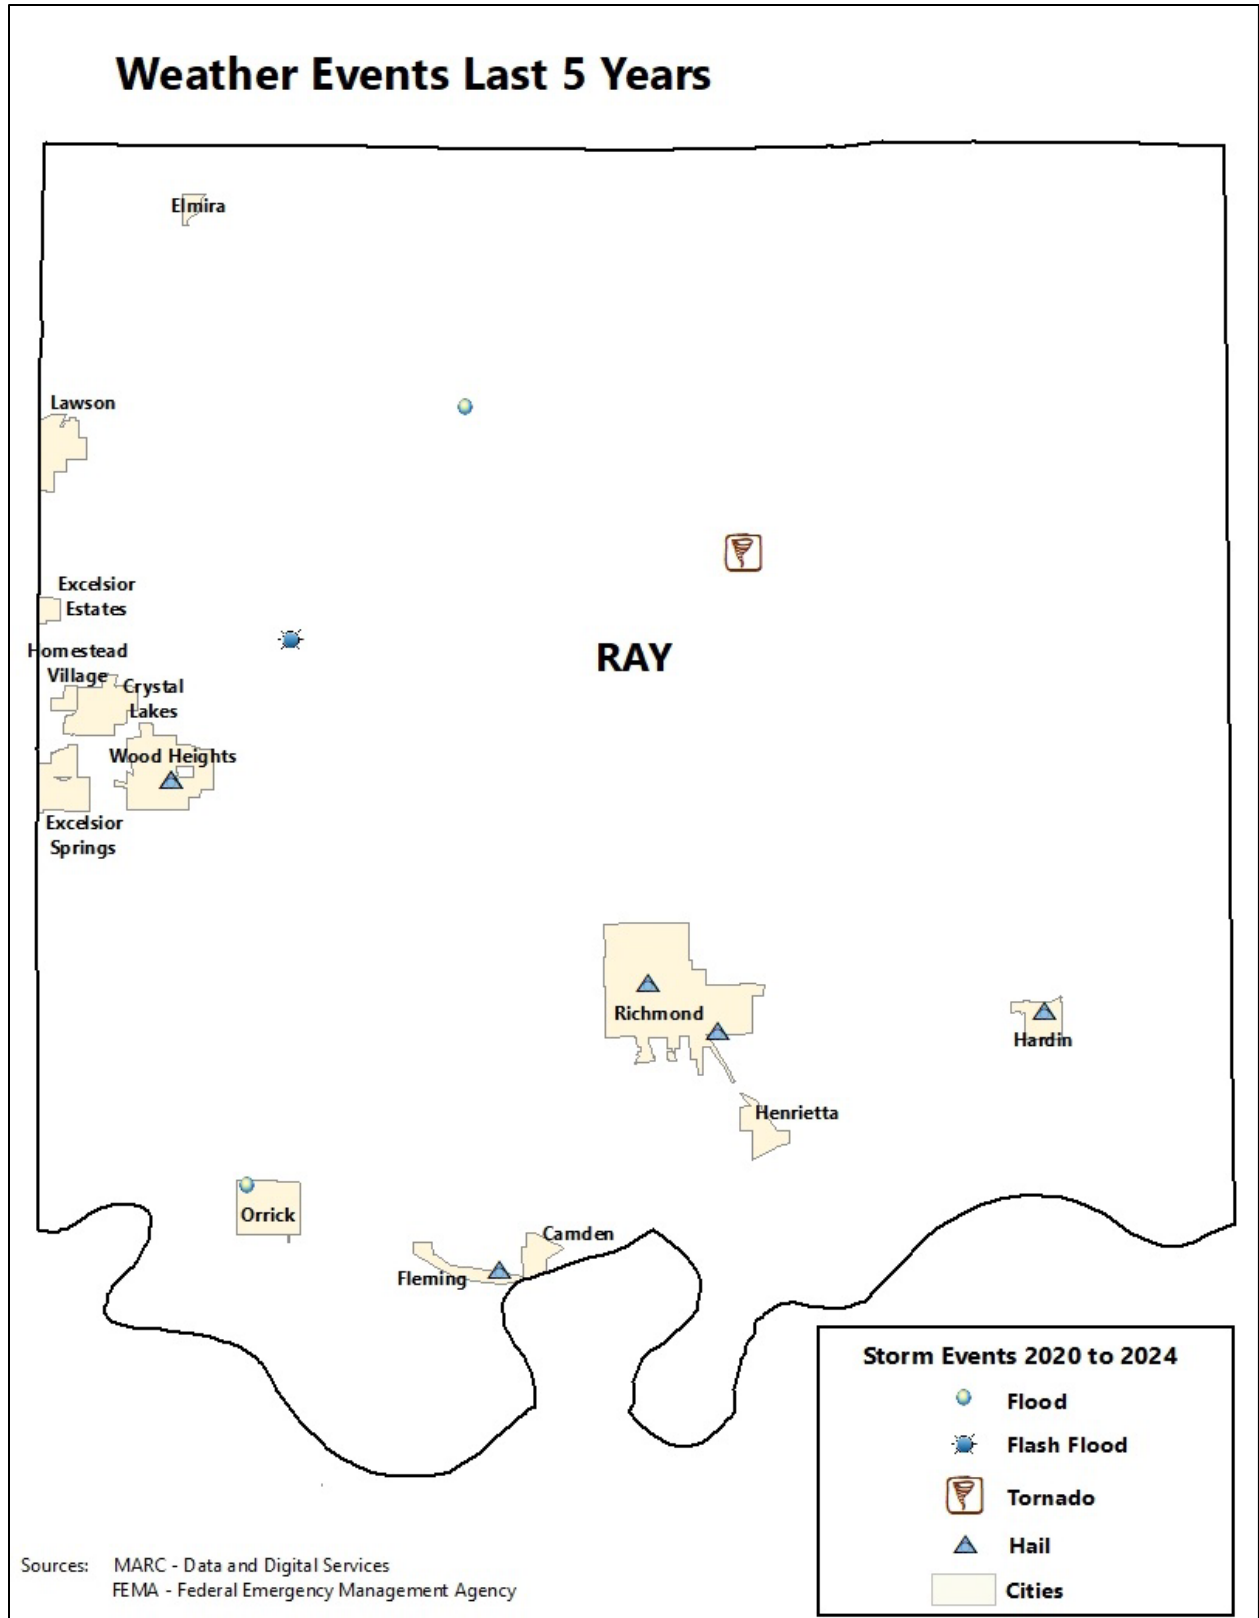 Weather Events Last 5 Years
Elmira
Lawson
Excelsior
Estates
Homestead
Village
Crystal
Lakes
RAY
Wood Heights
Excelsior
Springs
Richmond
Hardin
Henrietta
Orrick
Camden
Fleming
Storm Events 2020 to 2024
Flood
Flash Flood
Tornado
Hail
Cities
Sources: MARC - Data and Digital Services
FEMA - Federal Emergency Management Agency